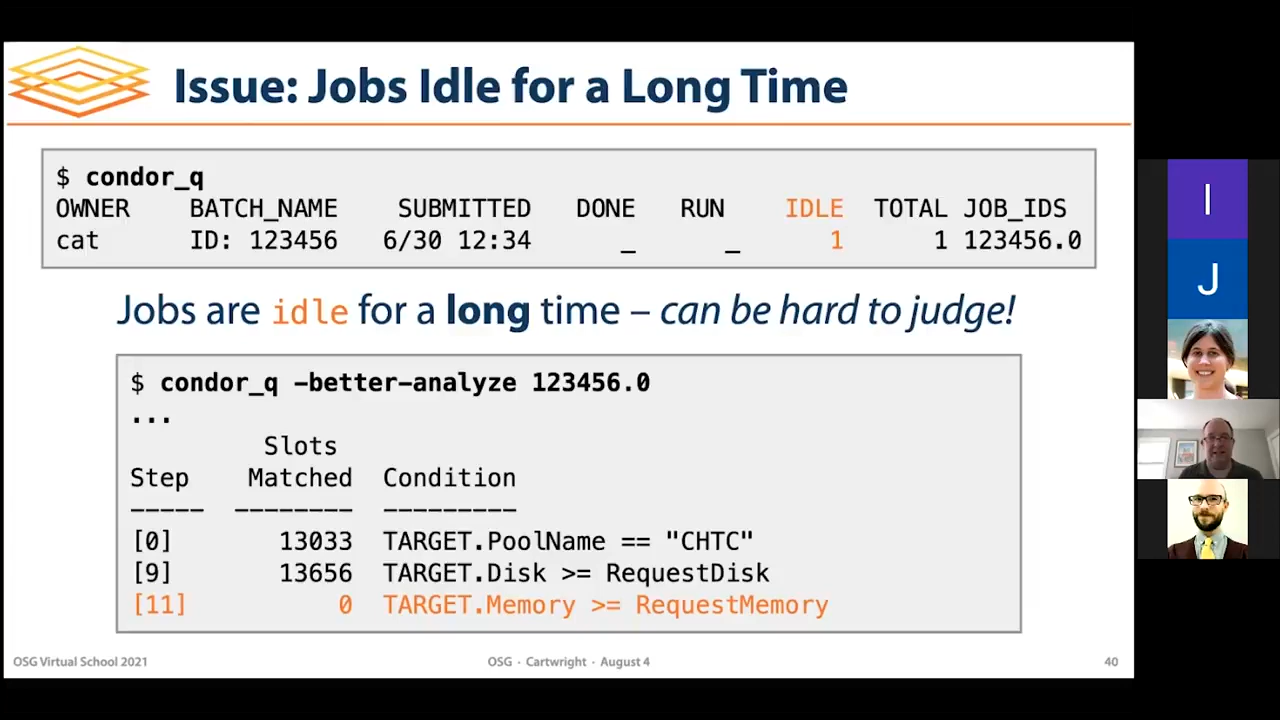 Issue: Jobs Idle for a Long Time
$ condor_q
OWNER BATCH_NAME SUBMITTED DONE RUN IDLE TOTAL JOB_IDS
cat ID: 123456 6/30 12:34 _ _ 1 1 123456.0
Jobs are idle for a long time – can be hard to judge!
$ condor_q -better-analyze 123456.0
...
Slots
Step Matched Condition
----- -------- ---------
[0] 13033 TARGET.PoolName == "CHTC"
[9] 13656 TARGET.Disk >= RequestDisk
[11] 0 TARGET.Memory >= RequestMemory
OSG Virtual School 2021
OSG · Cartwright · August 4
40
I
J